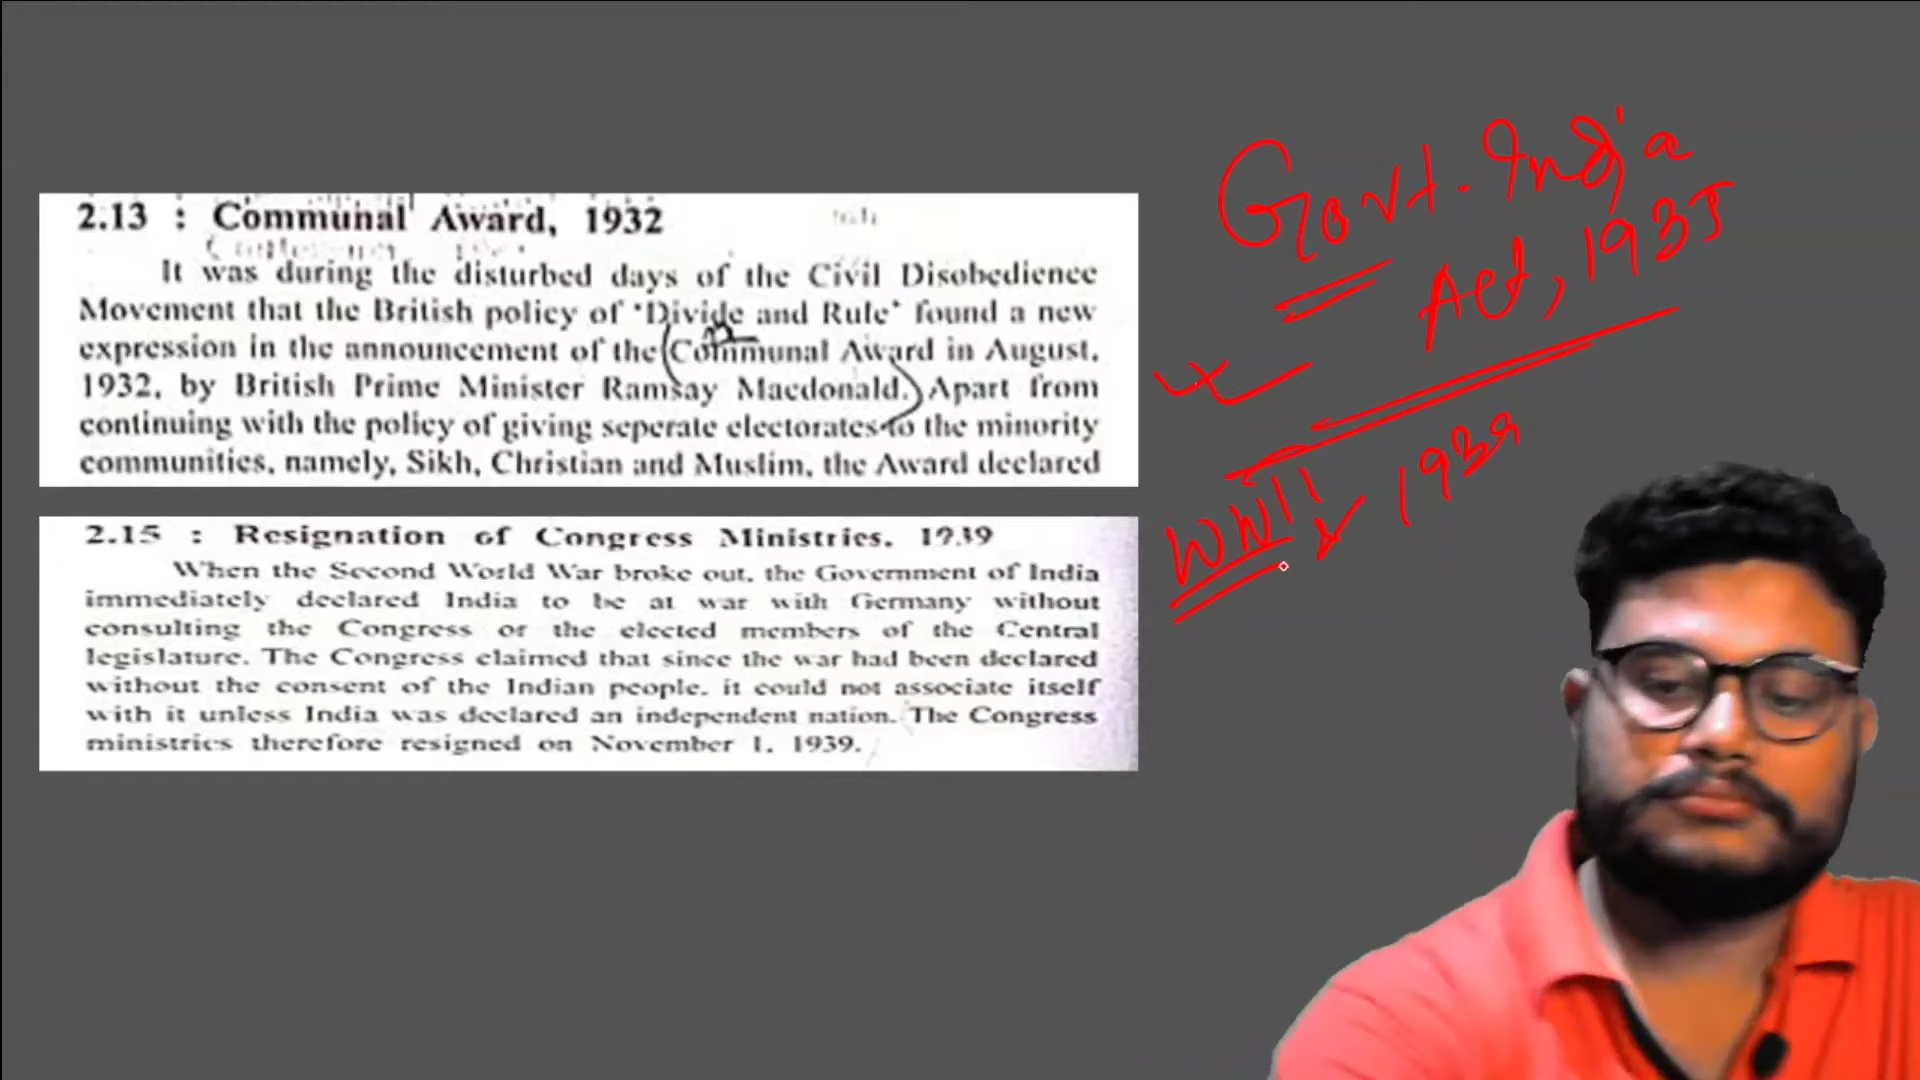 2.13 : Communal Award, 1932
It was during the disturbed days of the Civil Disobedience
Movement that the British policy of 'Divide and Rule' found a new
expression in the announcement of the Communal Award in August,
1932, by British Prime Minister Ramsay Macdonald. Apart from
continuing with the policy of giving seperate electorates to the minority
communities, namely, Sikh, Christian and Muslim, the Award declared
2.15 : Resignation of Congress Ministries, 1939
When the Second World War broke out, the Government of India
immediately declared India to be at war with Germany without
consulting the Congress or the elected members of the Central
legislature. The Congress claimed that since the war had been declared
without the consent of the Indian people, it could not associate itself
with it unless India was declared an independent nation. The Congress
ministries therefore resigned on November 1, 1939.
Govt. India
Act, 1935
WWII 1939